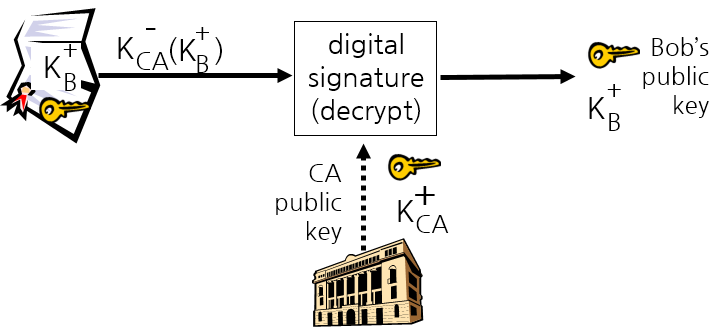 K_B^+
K_CA^-(K_B^+)
digital
signature
(decrypt)
Bob's
public
key
K_B^+
CA
public
key
K_CA^+